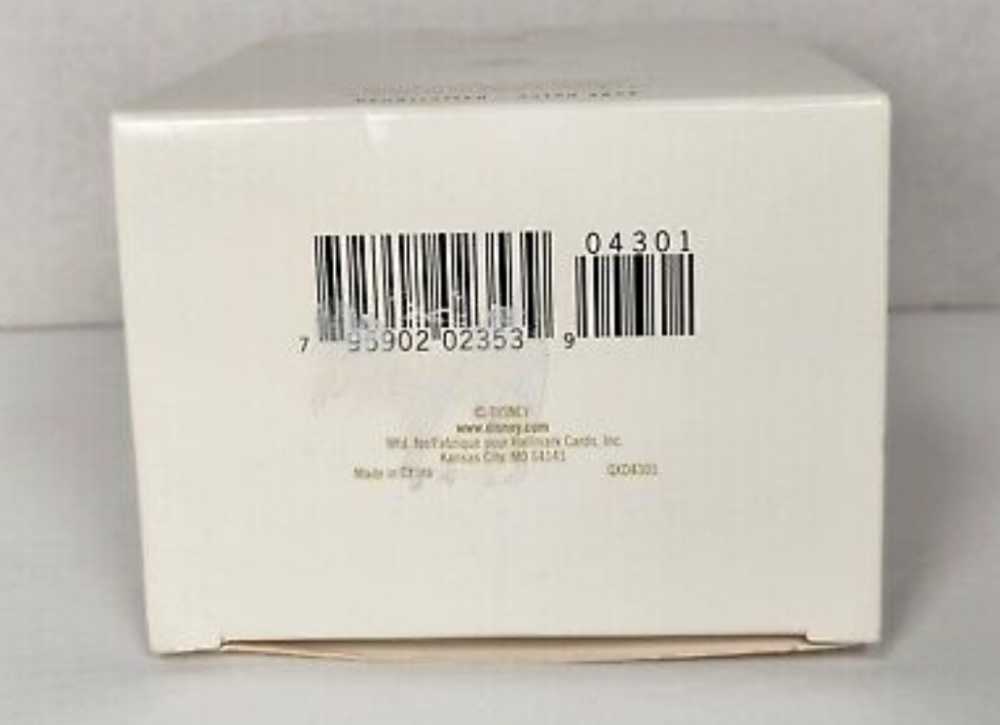 04301
7 95902 02353 9
© DISNEY
www.disney.com
Mfd. for/Fabriqué pour Hallmark Cards, Inc.
Kansas City, MO 64141
Made in China QXD4301